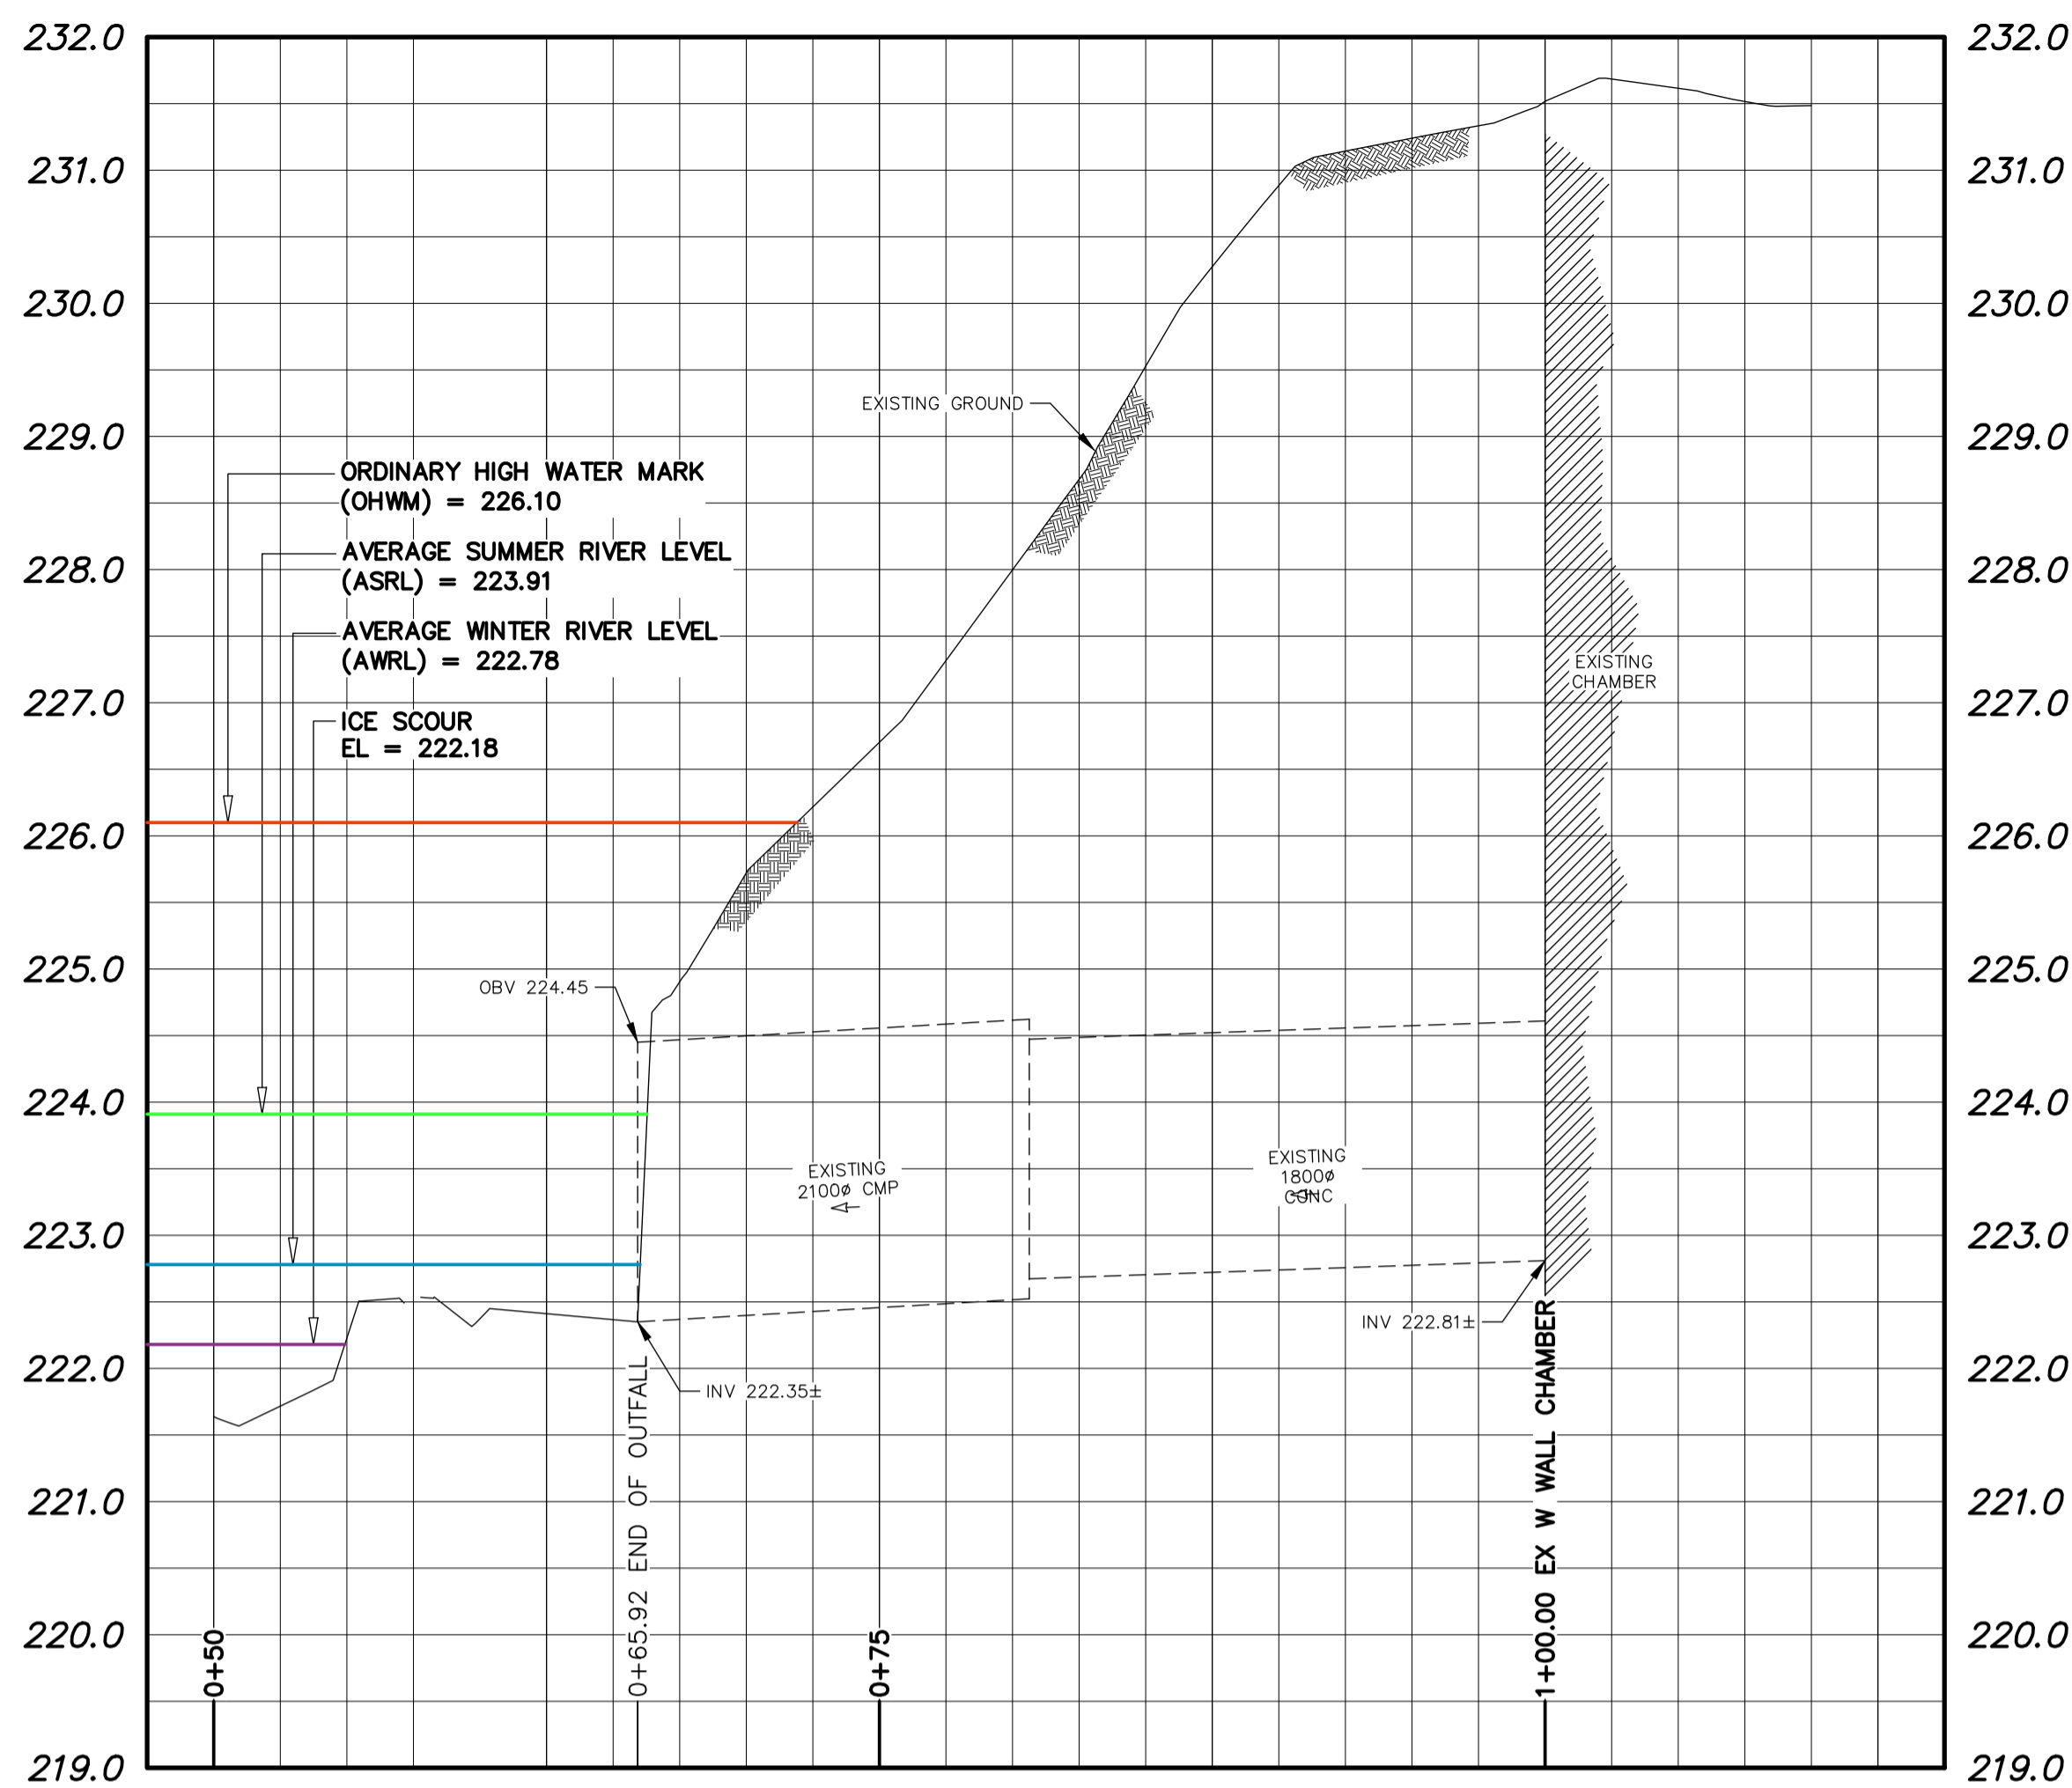 232.0
232.0
231.0
231.0
230.0
230.0
EXISTING GROUND
229.0
229.0
ORDINARY HIGH WATER MARK
(OHWM) = 226.10
AVERAGE SUMMER RIVER LEVEL
(ASRL) = 223.91
228.0
228.0
AVERAGE WINTER RIVER LEVEL
(AWRL) = 222.78
EXISTING
CHAMBER
227.0
227.0
ICE SCOUR
EL = 222.18
226.0
226.0
225.0
225.0
OBV 224.45
224.0
224.0
EXISTING
2100ø CMP
EXISTING
1800ø
CONC
223.0
223.0
INV 222.81±
222.0
222.0
INV 222.35±
221.0
221.0
220.0
220.0
0+50
0+65.92 END OF OUTFALL
0+75
1+00.00 EX W WALL CHAMBER
219.0
219.0